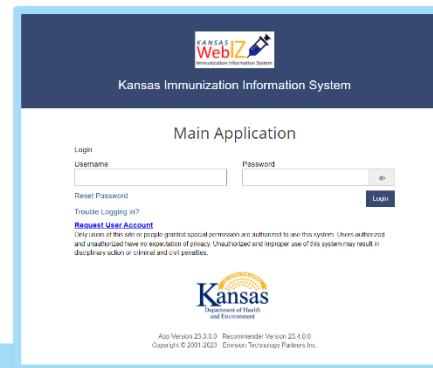 KANSAS
WebIZ
Immunization Information System
Kansas Immunization Information System
Main Application
Login
Username Password
Reset Password Login
Trouble Logging in?
Request User Account
Only users of this site or people granted special permission are authorized to use this system. Users authorized
and unauthorized have no expectation of privacy. Unauthorized and improper use of this system may result in
disciplinary action or criminal and civil penalties.
Kansas
Department of Health
and Environment
App Version 23.3.0.0 Recommender Version 23.4.0.0
Copyright © 2001-2023 Envision Technology Partners Inc.